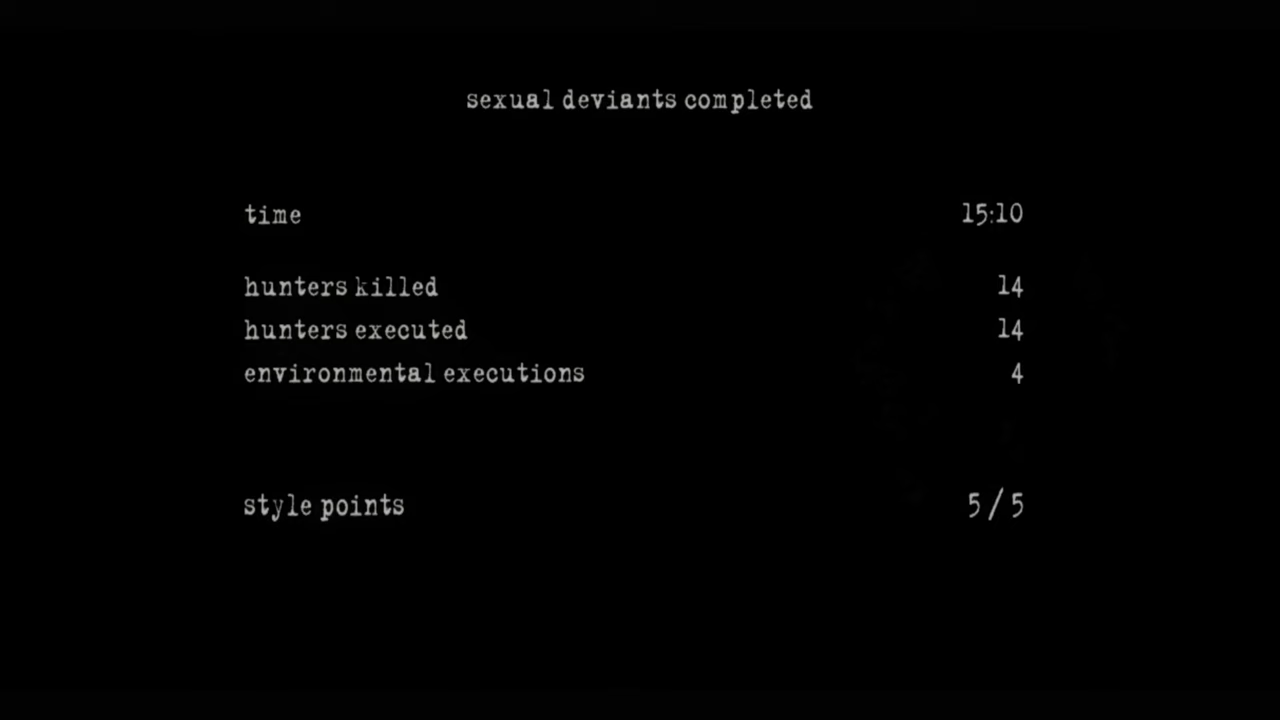 sexual deviants completed
time 15:10
hunters killed 14
hunters executed 14
environmental executions 4
style points 5 / 5